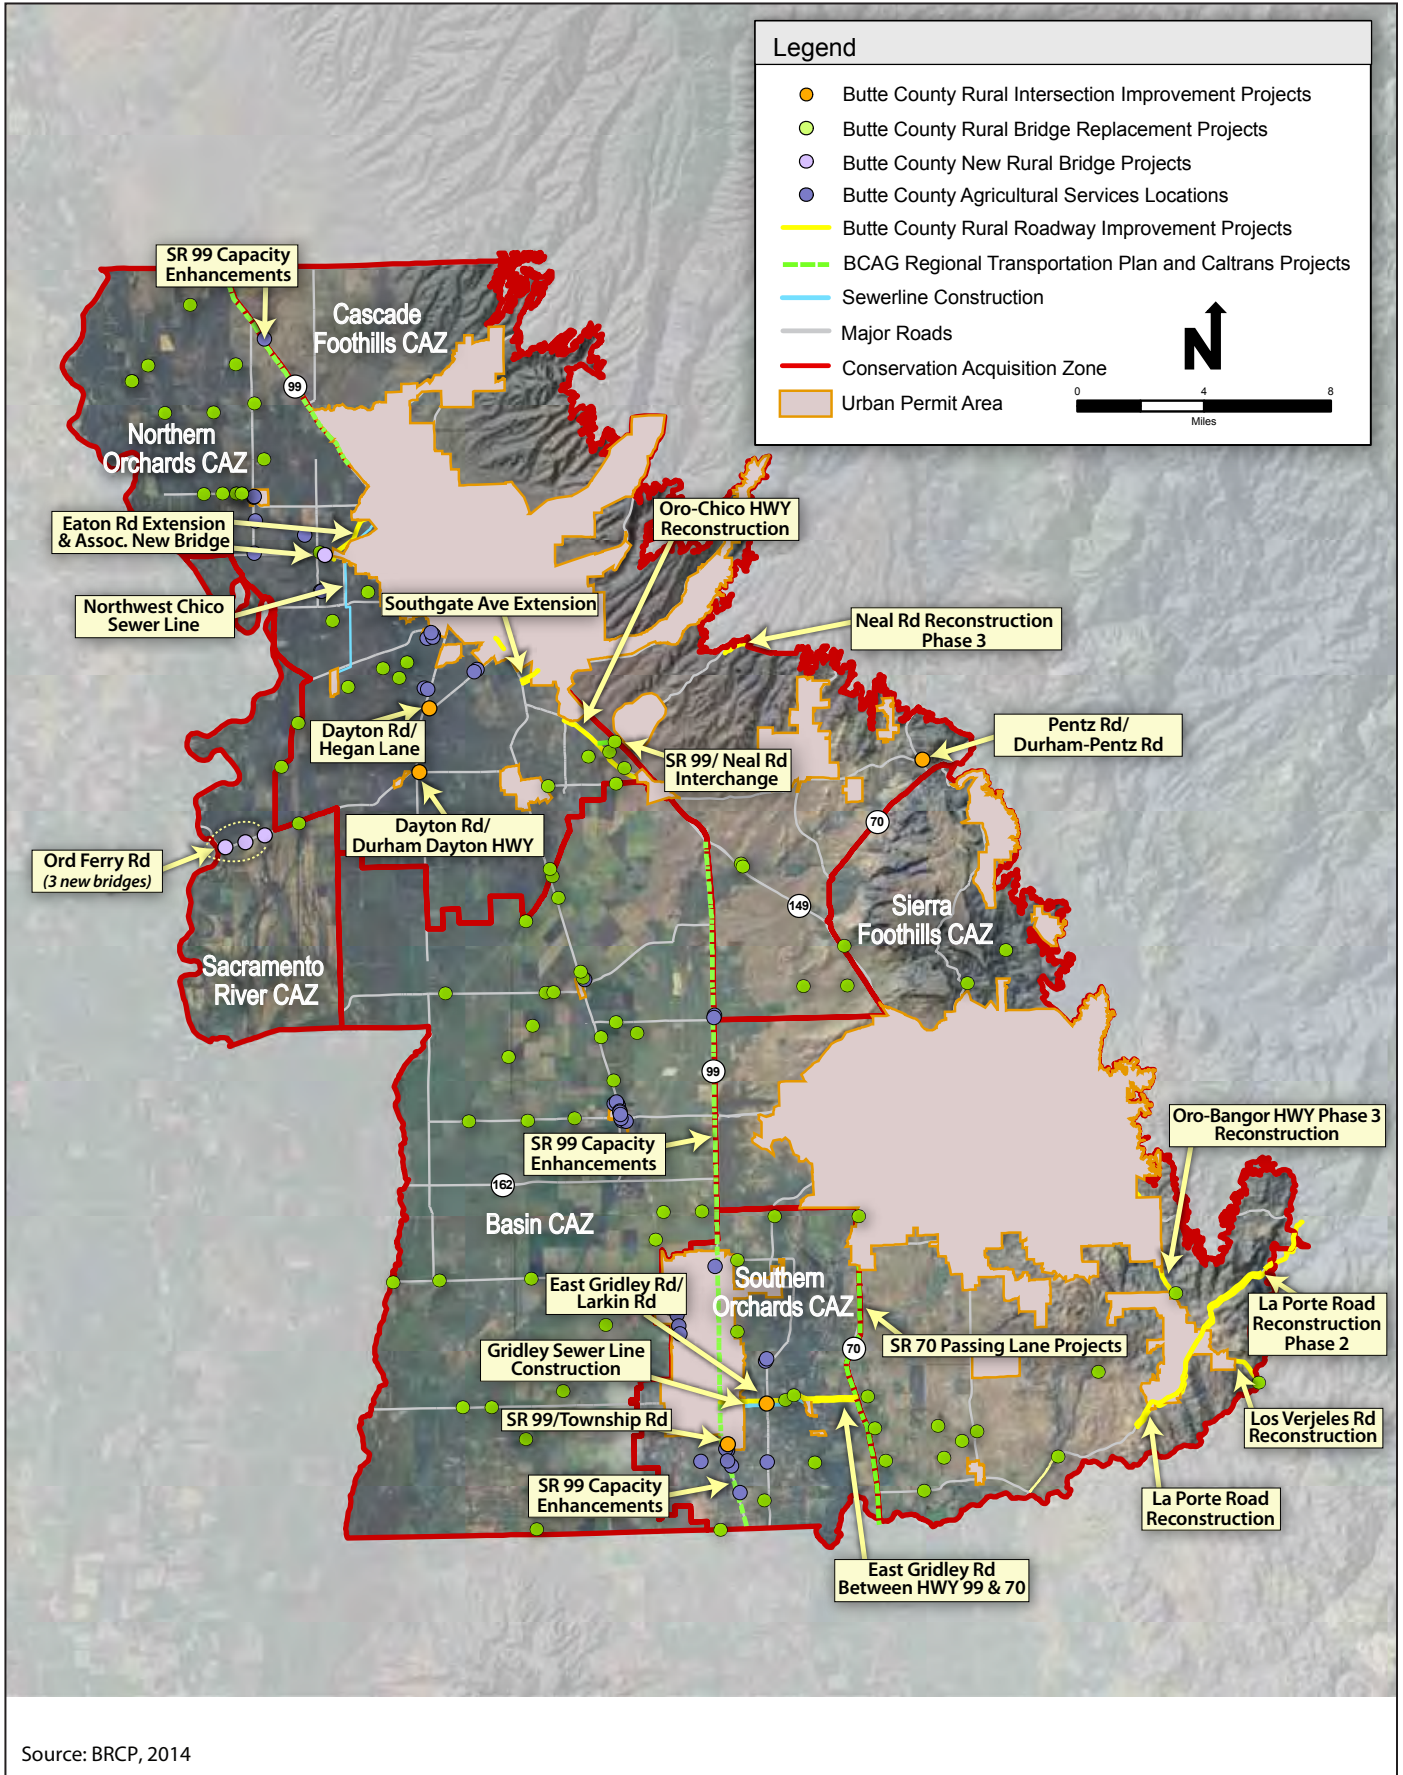 Legend
Butte County Rural Intersection Improvement Projects
Butte County Rural Bridge Replacement Projects
Butte County New Rural Bridge Projects
Butte County Agricultural Services Locations
Butte County Rural Roadway Improvement Projects
BCAG Regional Transportation Plan and Caltrans Projects
Sewerline Construction
Major Roads
Conservation Acquisition Zone
Urban Permit Area
N
0 4 8
Miles
SR 99 Capacity
Enhancements
Cascade
Foothills CAZ
99
Northern
Orchards CAZ
Eaton Rd Extension
& Assoc. New Bridge
Oro-Chico HWY
Reconstruction
Northwest Chico
Sewer Line
Southgate Ave Extension
Neal Rd Reconstruction
Phase 3
Dayton Rd/
Hegan Lane
SR 99/ Neal Rd
Interchange
Pentz Rd/
Durham-Pentz Rd
Dayton Rd/
Durham Dayton HWY
70
Ord Ferry Rd
(3 new bridges)
149
Sierra
Foothills CAZ
Sacramento
River CAZ
99
SR 99 Capacity
Enhancements
Oro-Bangor HWY Phase 3
Reconstruction
162
Basin CAZ
East Gridley Rd/
Larkin Rd
Southern
Orchards CAZ
La Porte Road
Reconstruction
Phase 2
Gridley Sewer Line
Construction
70
SR 70 Passing Lane Projects
SR 99/Township Rd
Los Verjeles Rd
Reconstruction
SR 99 Capacity
Enhancements
La Porte Road
Reconstruction
East Gridley Rd
Between HWY 99 & 70
Source: BRCP, 2014